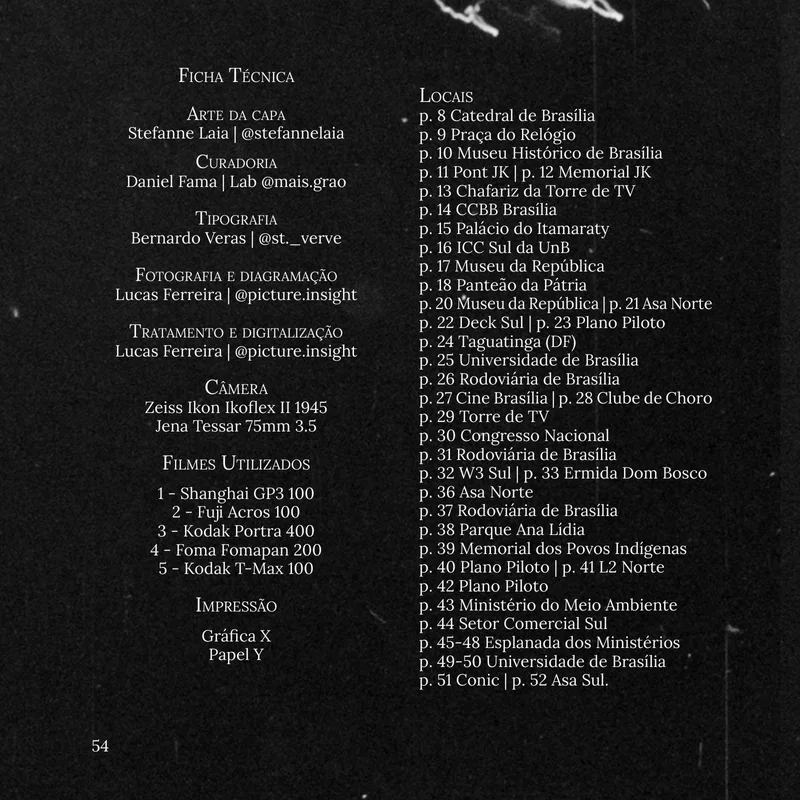 Ficha Técnica
Arte da capa
Stefanne Laia | @stefannelaia
Curadoria
Daniel Fama | Lab @mais.grao
Tipografia
Bernardo Veras | @st._verve
Fotografia e diagramação
Lucas Ferreira | @picture.insight
Tratamento e digitalização
Lucas Ferreira | @picture.insight
Câmera
Zeiss Ikon Ikoflex II 1945
Jena Tessar 75mm 3.5
Filmes Utilizados
1 - Shanghai GP3 100
2 - Fuji Acros 100
3 - Kodak Portra 400
4 - Foma Fomapan 200
5 - Kodak T-Max 100
Impressão
Gráfica X
Papel Y
Locais
p. 8 Catedral de Brasília
p. 9 Praça do Relógio
p. 10 Museu Histórico de Brasília
p. 11 Pont JK | p. 12 Memorial JK
p. 13 Chafariz da Torre de TV
p. 14 CCBB Brasília
p. 15 Palácio do Itamaraty
p. 16 ICC Sul da UnB
p. 17 Museu da República
p. 18 Panteão da Pátria
p. 20 Museu da República | p. 21 Asa Norte
p. 22 Deck Sul | p. 23 Plano Piloto
p. 24 Taguatinga (DF)
p. 25 Universidade de Brasília
p. 26 Rodoviária de Brasília
p. 27 Cine Brasília | p. 28 Clube de Choro
p. 29 Torre de TV
p. 30 Congresso Nacional
p. 31 Rodoviária de Brasília
p. 32 W3 Sul | p. 33 Ermida Dom Bosco
p. 36 Asa Norte
p. 37 Rodoviária de Brasília
p. 38 Parque Ana Lídia
p. 39 Memorial dos Povos Indígenas
p. 40 Plano Piloto | p. 41 L2 Norte
p. 42 Plano Piloto
p. 43 Ministério do Meio Ambiente
p. 44 Setor Comercial Sul
p. 45-48 Esplanada dos Ministérios
p. 49-50 Universidade de Brasília
p. 51 Conic | p. 52 Asa Sul.
54